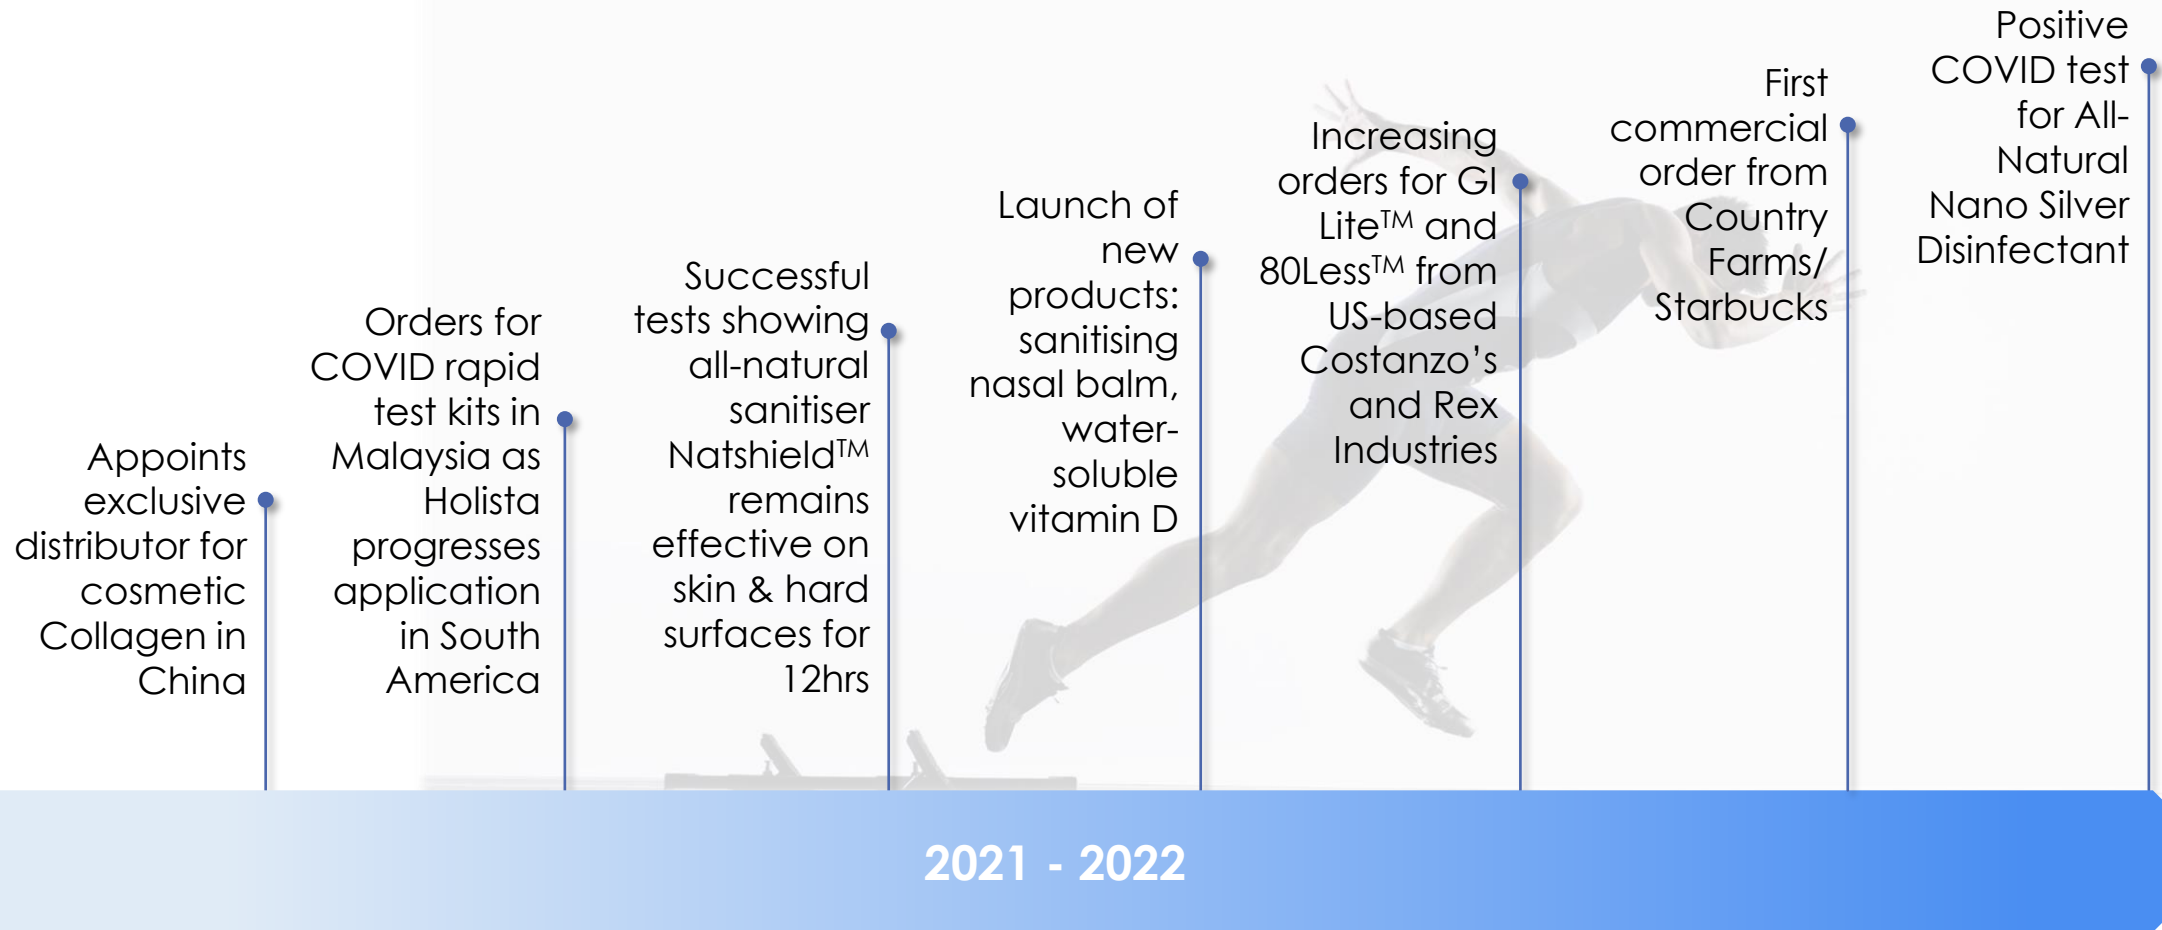 Appoints
exclusive
distributor for
cosmetic
Collagen in
China
Orders for
COVID rapid
test kits in
Malaysia as
Holista
progresses
application
in South
America
Successful
tests showing
all-natural
sanitiser
Natshield™
remains
effective on
skin & hard
surfaces for
12hrs
Launch of
new
products:
sanitising
nasal balm,
water-
soluble
vitamin D
Increasing
orders for GI
Lite™ and
80Less™ from
US-based
Costanzo’s
and Rex
Industries
First
commercial
order from
Country
Farms/
Starbucks
Positive
COVID test
for All-
Natural
Nano Silver
Disinfectant
2021 - 2022